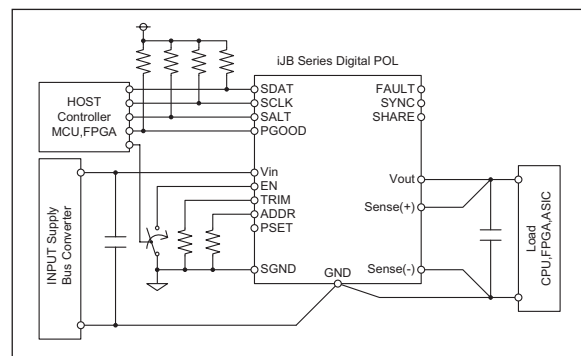 iJB Series Digital POL
HOST
Controller
MCU,FPGA
SDAT
SCLK
SALT
PGOOD
FAULT
SYNC
SHARE
INPUT Supply
Bus Converter
Vin
EN
TRIM
ADDR
PSET
SGND
GND
Vout
Sense(+)
Sense(-)
Load
CPU,FPGA,ASIC